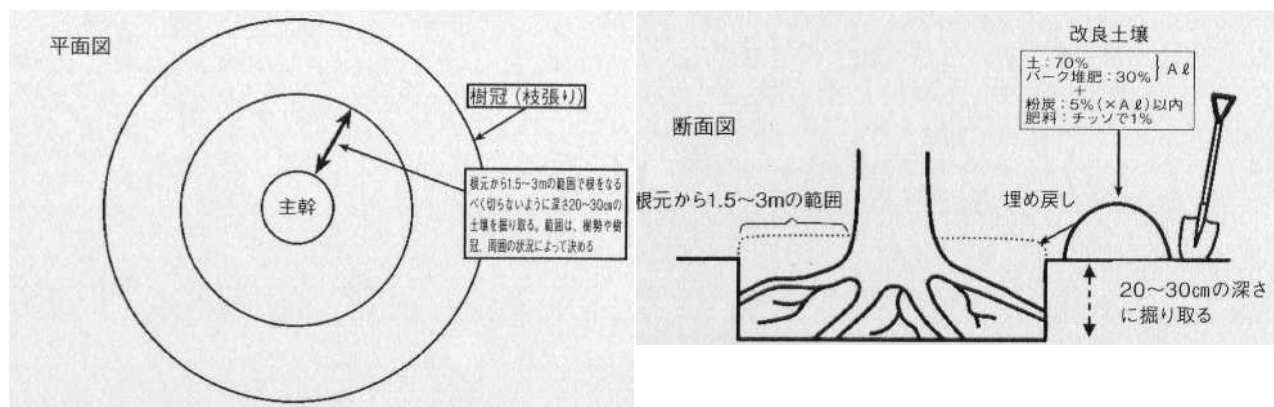 平面図
樹冠（枝張り）
根元から1.5〜3mの範囲で根をなる
べく切らないように深さ20〜30㎝の
土壌を掘り取る。範囲は、樹勢や樹
冠、周囲の状況によって決める
主幹
改良土壌
土：70%
バーク堆肥：30%
Aℓ
+
粉炭：5%(×Aℓ)以内
肥料：チッソで1%
断面図
根元から1.5〜3mの範囲
埋め戻し
20〜30㎝の深さ
に掘り取る